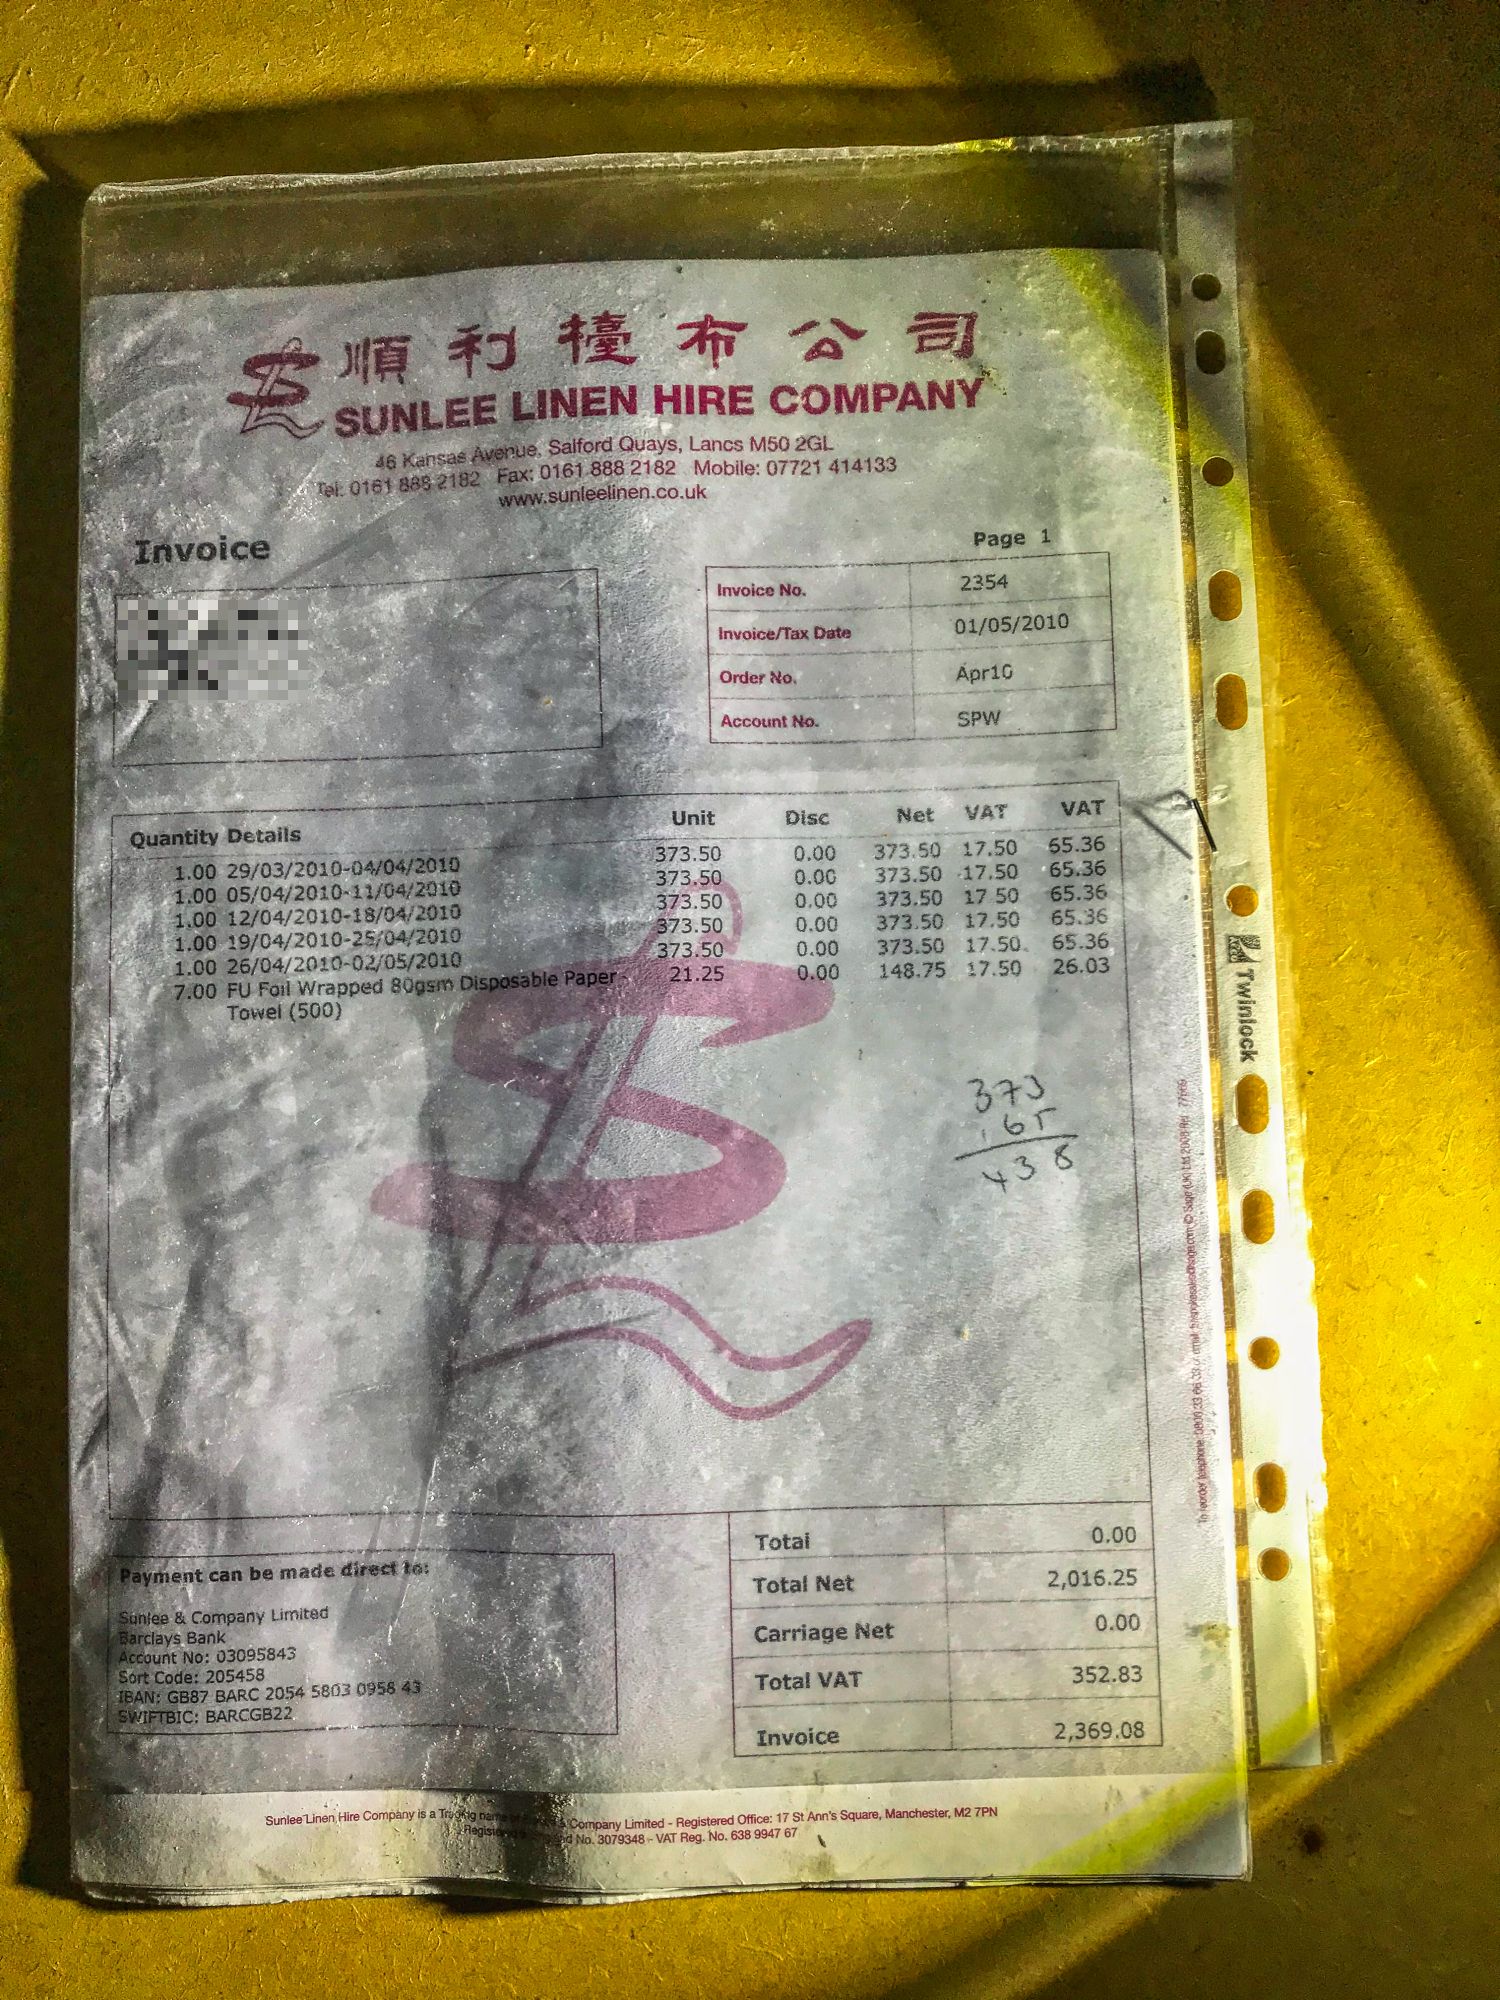 順利檯布公司
SUNLEE LINEN HIRE COMPANY
46 Kansas Avenue, Salford Quays, Lancs M50 2GL
Tel: 0161 888 2182 Fax: 0161 888 2182 Mobile: 07721 414133
www.sunleelinen.co.uk
Invoice
Page 1
Invoice No. 2354
Invoice/Tax Date 01/05/2010
Order No. Apr10
Account No. SPW
Quantity Details Unit Disc Net VAT VAT
1.00 29/03/2010-04/04/2010 373.50 0.00 373.50 17.50 65.36
1.00 05/04/2010-11/04/2010 373.50 0.00 373.50 17.50 65.36
1.00 12/04/2010-18/04/2010 373.50 0.00 373.50 17.50 65.36
1.00 19/04/2010-25/04/2010 373.50 0.00 373.50 17.50 65.36
1.00 26/04/2010-02/05/2010 373.50 0.00 373.50 17.50 65.36
7.00 FU Foil Wrapped 80gsm Disposable Paper 21.25 0.00 148.75 17.50 26.03
Towel (500)
373
65
438
Twinlock
Total 0.00
Total Net 2,016.25
Carriage Net 0.00
Total VAT 352.83
Invoice 2,369.08
Payment can be made direct to:
Sunlee & Company Limited
Barclays Bank
Account No: 03095843
Sort Code: 205458
IBAN: GB87 BARC 2054 5803 0958 43
SWIFTBIC: BARCGB22
Sunlee Linen Hire Company is a Trading name & Company Limited - Registered Office: 17 St Ann's Square, Manchester, M2 7PN
No. 3079348 - VAT Reg. No. 638 9947 67